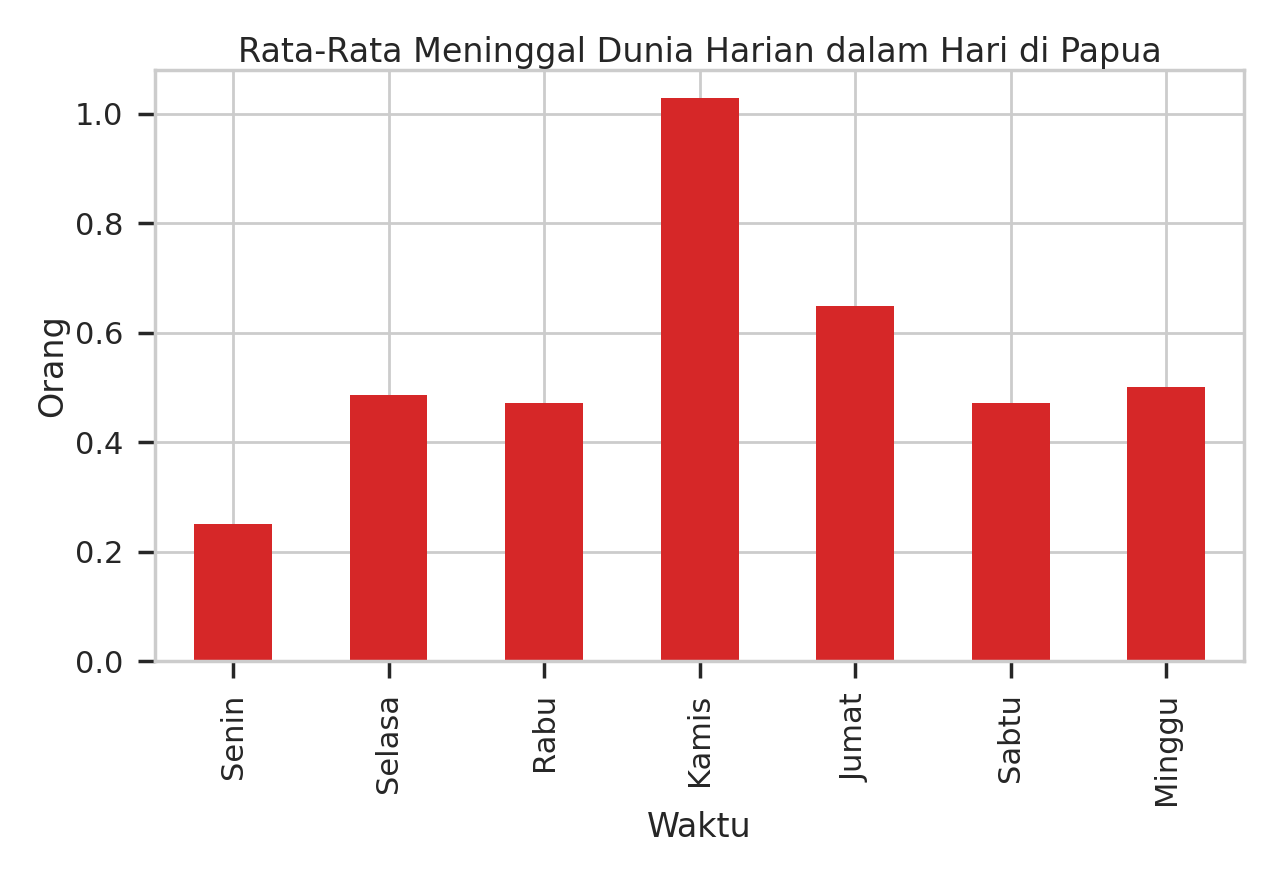 Rata-Rata Meninggal Dunia Harian dalam Hari di Papua
Orang
1.0
0.8
0.6
0.4
0.2
0.0
Senin
Selasa
Rabu
Kamis
Jumat
Sabtu
Minggu
Waktu